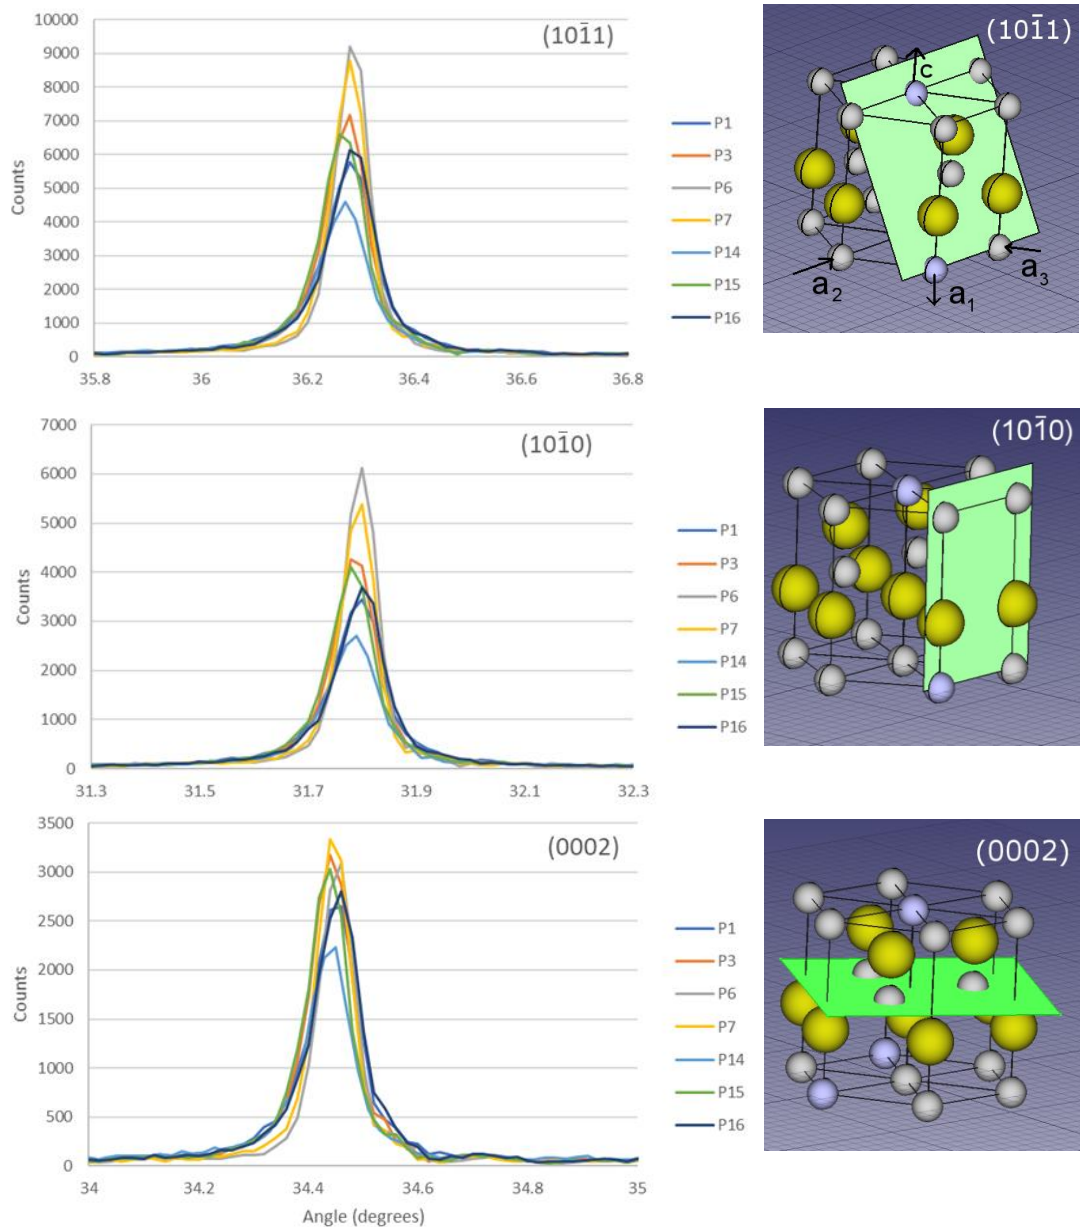 10000
9000
8000
7000
6000
5000
4000
3000
2000
1000
0
Counts
35.8 36 36.2 36.4 36.6 36.8
(101̅1)
P1
P3
P6
P7
P14
P15
P16
(101̅1)
c
a2
a1
a3
7000
6000
5000
4000
3000
2000
1000
0
Counts
31.3 31.5 31.7 31.9 32.1 32.3
(101̅0)
P1
P3
P6
P7
P14
P15
P16
(101̅0)
3500
3000
2500
2000
1500
1000
500
0
Counts
34 34.2 34.4 34.6 34.8 35
Angle (degrees)
(0002)
P1
P3
P6
P7
P14
P15
P16
(0002)